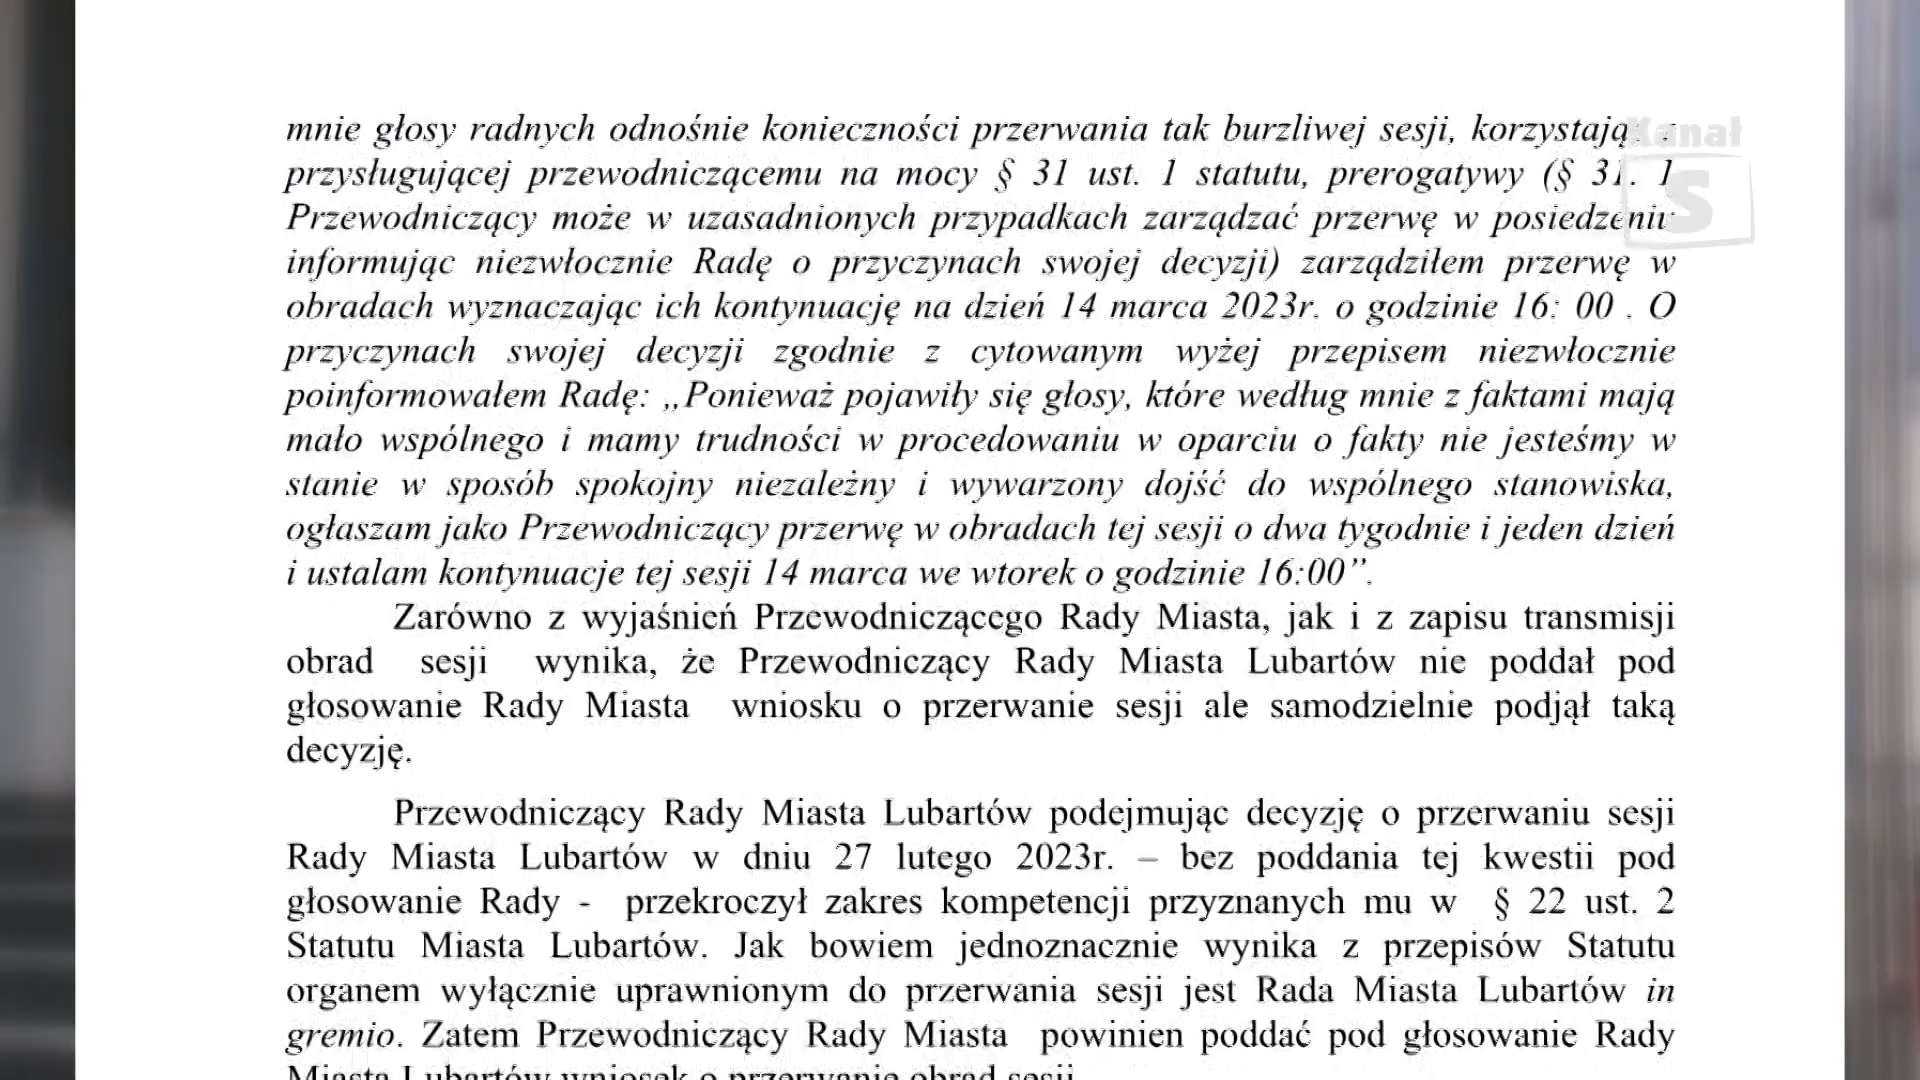 mnie głosy radnych odnośnie konieczności przerwania tak burzliwej sesji,
Kanał
S
przysługującej przewodniczącemu na mocy § 31 ust. 1 statutu, prerogatywy (§ 31. 1
Przewodniczący może w uzasadnionych przypadkach zarządzać przerwę w posiedzeniu
informując niezwłocznie Radę o przyczynach swojej decyzji) zarządziłem przerwę w
obradach wyznaczając ich kontynuację na dzień 14 marca 2023r. o godzinie 16: 00 . O
przyczynach swojej decyzji zgodnie z cytowanym wyżej przepisem niezwłocznie
poinformowałem Radę: „Ponieważ pojawiły się głosy, które według mnie z faktami mają
mało wspólnego i mamy trudności w procedowaniu w oparciu o fakty nie jesteśmy w
stanie w sposób spokojny niezależny i wywarzony dojść do wspólnego stanowiska,
ogłaszam jako Przewodniczący przerwę w obradach tej sesji o dwa tygodnie i jeden dzień
i ustalam kontynuacje tej sesji 14 marca we wtorek o godzinie 16:00”.
Zarówno z wyjaśnień Przewodniczącego Rady Miasta, jak i z zapisu transmisji
obrad sesji wynika, że Przewodniczący Rady Miasta Lubartów nie poddał pod
głosowanie Rady Miasta wniosku o przerwanie sesji ale samodzielnie podjął taką
decyzję.
Przewodniczący Rady Miasta Lubartów podejmując decyzję o przerwaniu sesji
Rady Miasta Lubartów w dniu 27 lutego 2023r. – bez poddania tej kwestii pod
głosowanie Rady - przekroczył zakres kompetencji przyznanych mu w § 22 ust. 2
Statutu Miasta Lubartów. Jak bowiem jednoznacznie wynika z przepisów Statutu
organem wyłącznie uprawnionym do przerwania sesji jest Rada Miasta Lubartów in
gremio. Zatem Przewodniczący Rady Miasta powinien poddać pod głosowanie Rady
Miasta Lubartów wniosek o przerwanie obrad sesji